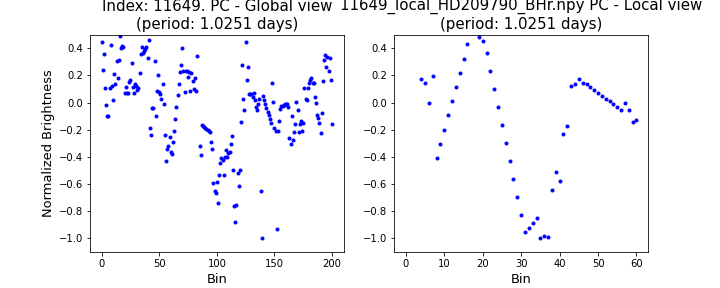 Index: 11649. PC - Global view
(period: 1.0251 days)
11649_local_HD209790_BHr.npy PC - Local view
(period: 1.0251 days)
Normalized Brightness
0.4
0.2
0.0
−0.2
−0.4
−0.6
−0.8
−1.0
0 50 100 150 200
Bin
0.4
0.2
0.0
−0.2
−0.4
−0.6
−0.8
−1.0
0 10 20 30 40 50 60
Bin